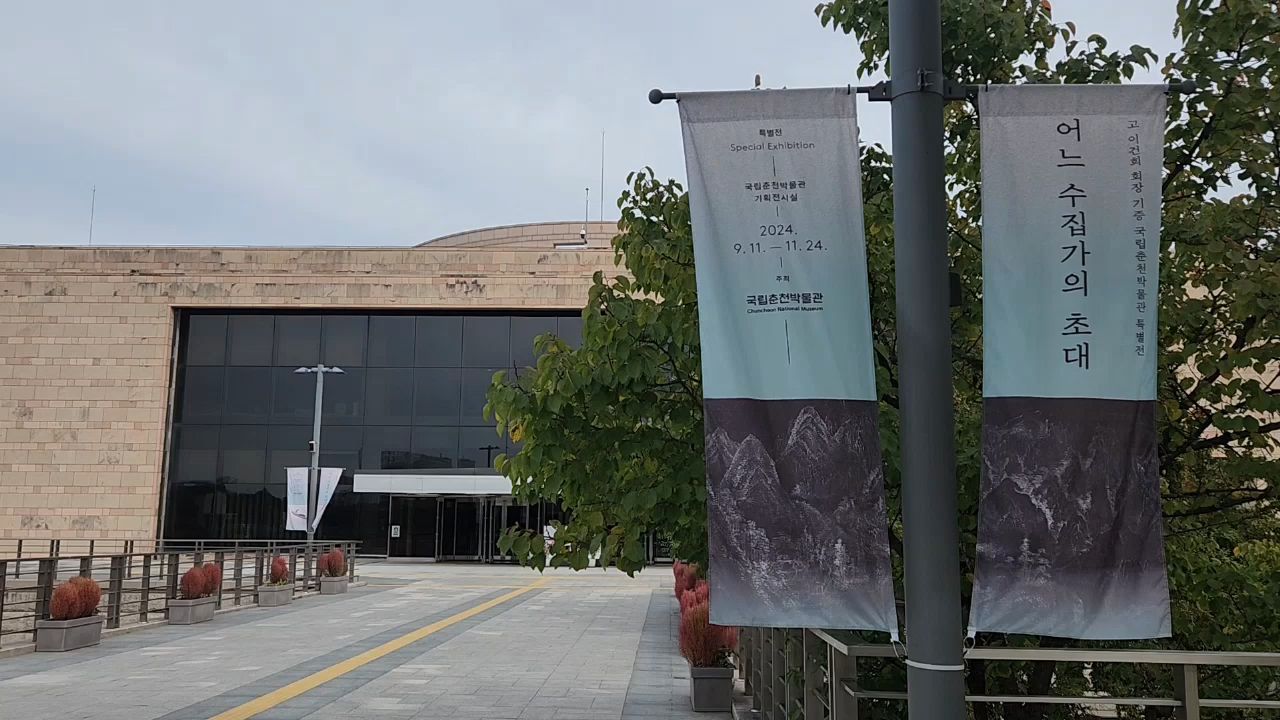 특별전
Special Exhibition
국립춘천박물관
기획전시실
2024.
9. 11. — 11. 24.
주최
국립춘천박물관
Chuncheon National Museum
고 이건희 회장 기증 국립춘천박물관 특별전
어느 수집가의 초대